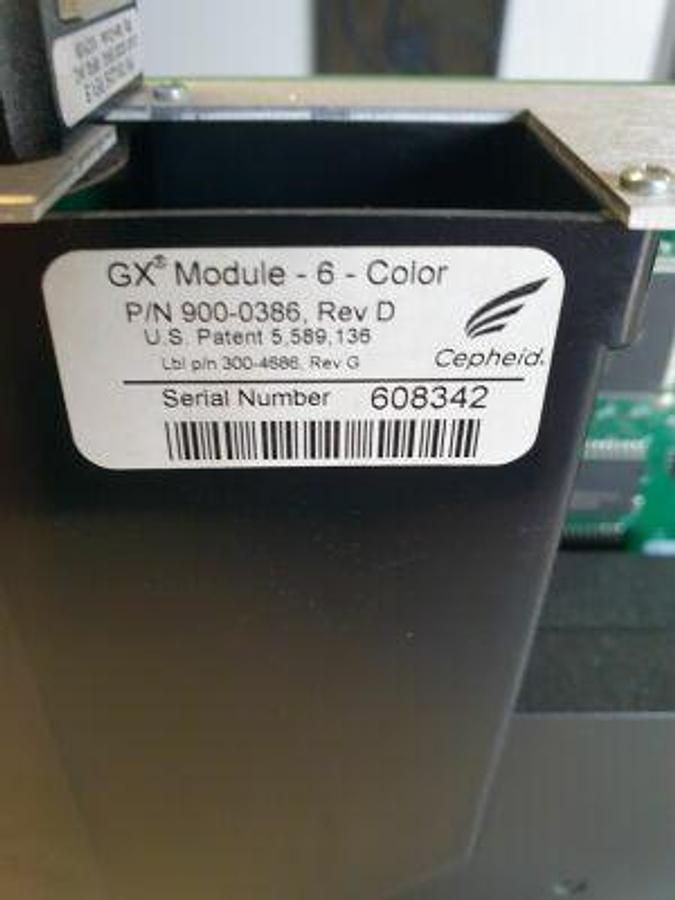 GX® Module - 6 - Color
P/N 900-0386, Rev D
U.S. Patent 5,589,136
Lbl p/n 300-4686, Rev G
Cepheid.
Serial Number 608342